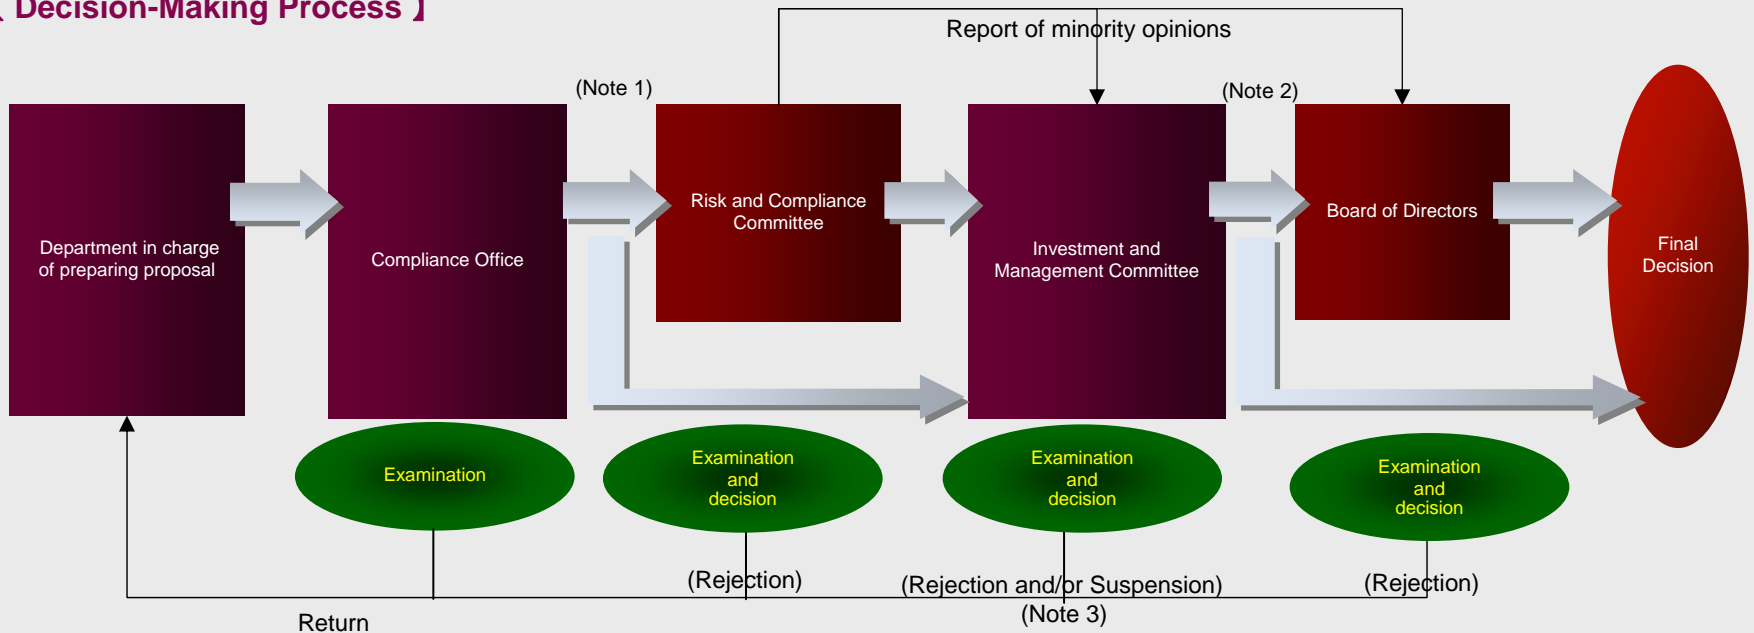 Decision-Making Process 】
Report of minority opinions
(Note 1)
(Note 2)
Department in charge
of preparing proposal
Compliance Office
Risk and Compliance
Committee
Investment and
Management Committee
Board of Directors
Final
Decision
Examination
Examination
and
decision
Examination
and
decision
Examination
and
decision
(Rejection)
(Rejection and/or Suspension)
(Note 3)
(Rejection)
Return